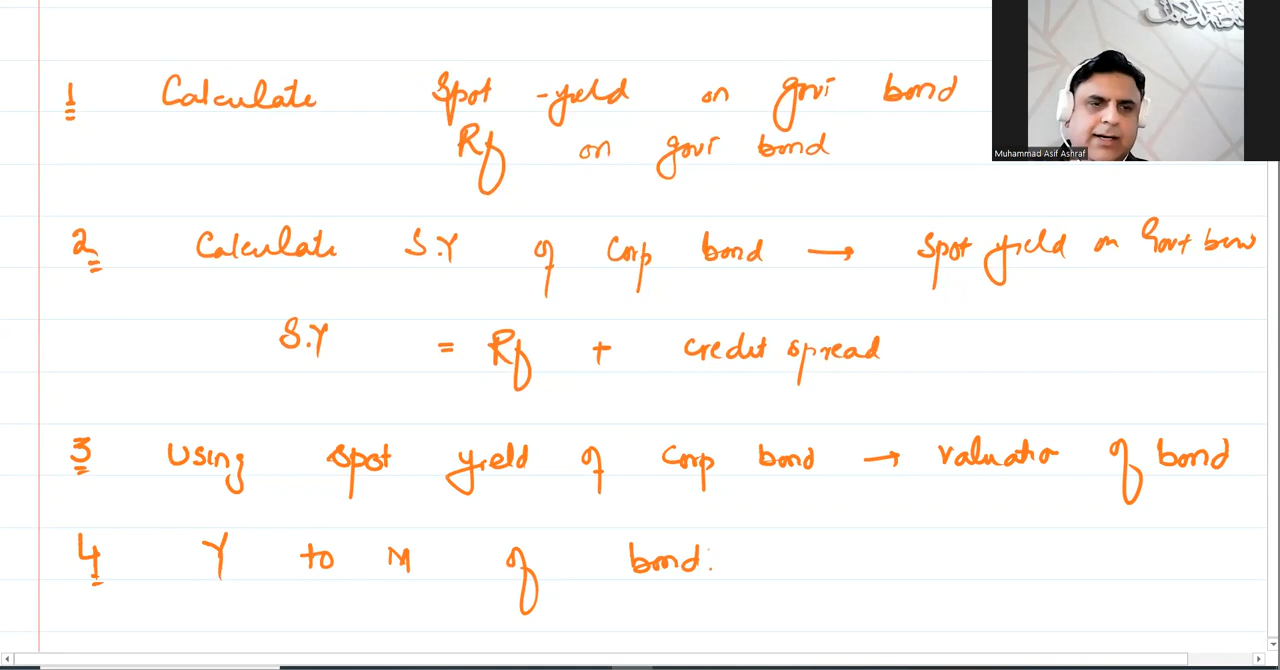 1 Calculate Spot-yield on govt bond
Rf on govt bond
Muhammad Asif Ashraf
2 Calculate S.Y of Corp bond → Spot yield on Govt
S.Y = Rf + credit spread
3 Using spot yield of Corp bond → valuation of bond
4 Y to M of bond: